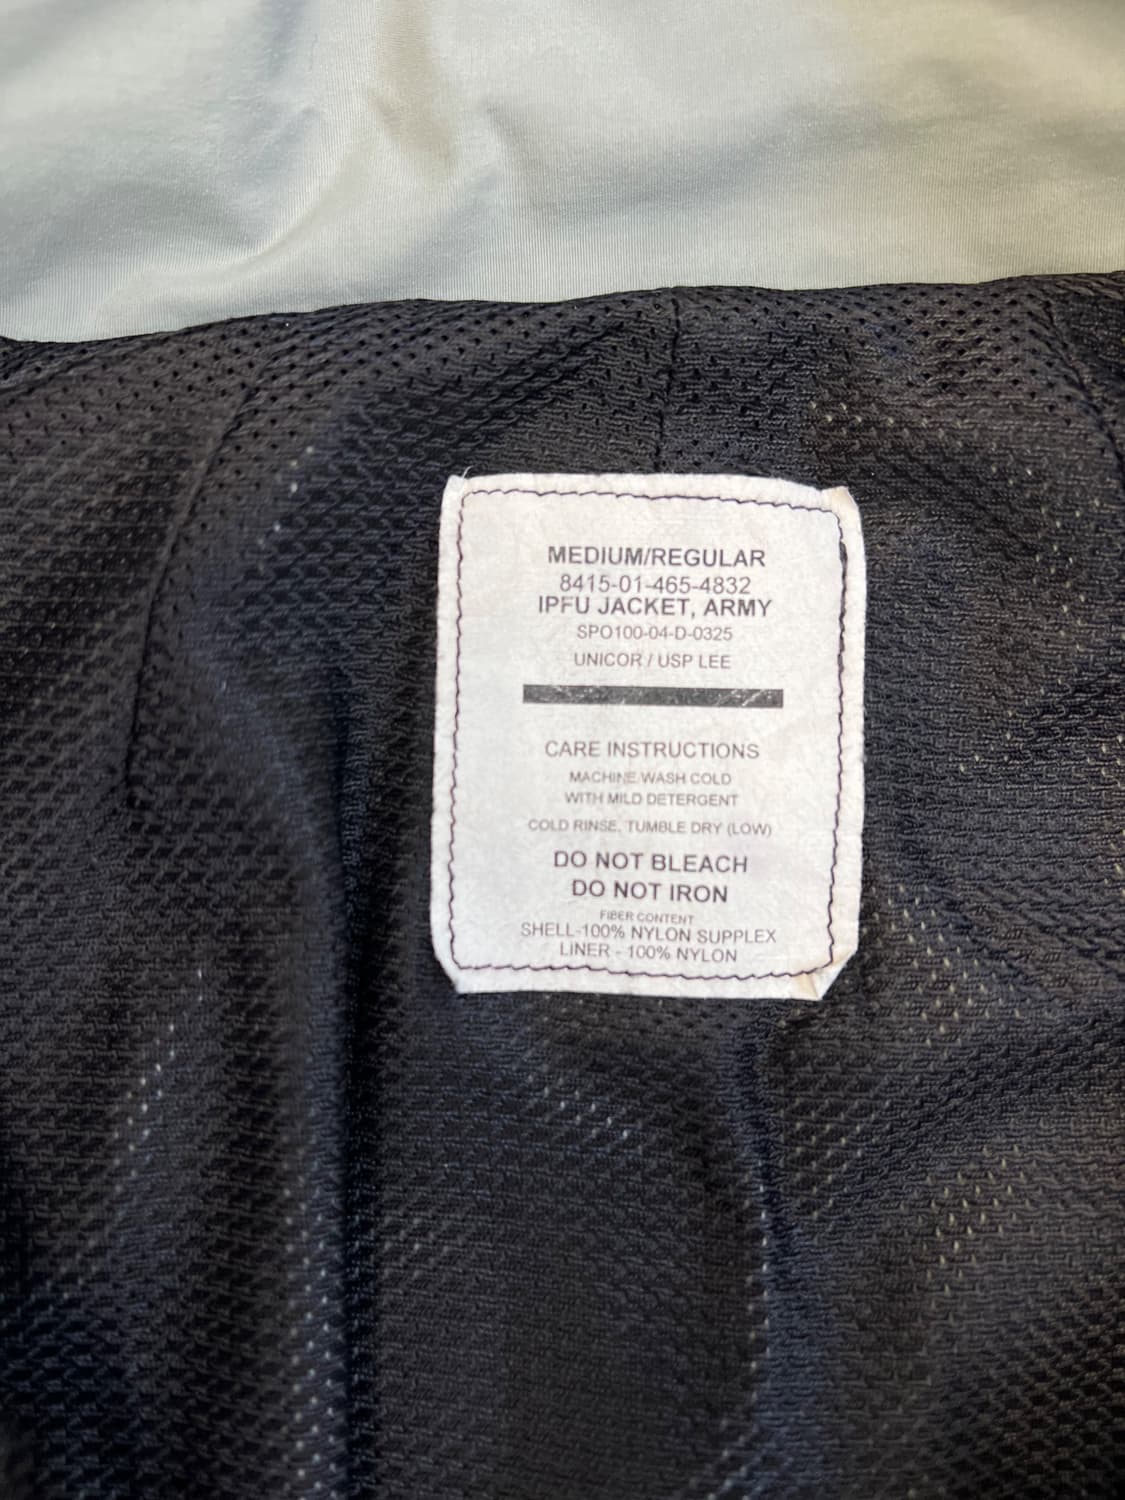 MEDIUM/REGULAR
8415-01-465-4832
IPFU JACKET, ARMY
SPO100-04-D-0325
UNICOR / USP LEE
CARE INSTRUCTIONS
MACHINE WASH COLD
WITH MILD DETERGENT
COLD RINSE, TUMBLE DRY (LOW)
DO NOT BLEACH
DO NOT IRON
FIBER CONTENT
SHELL-100% NYLON SUPPLEX
LINER - 100% NYLON